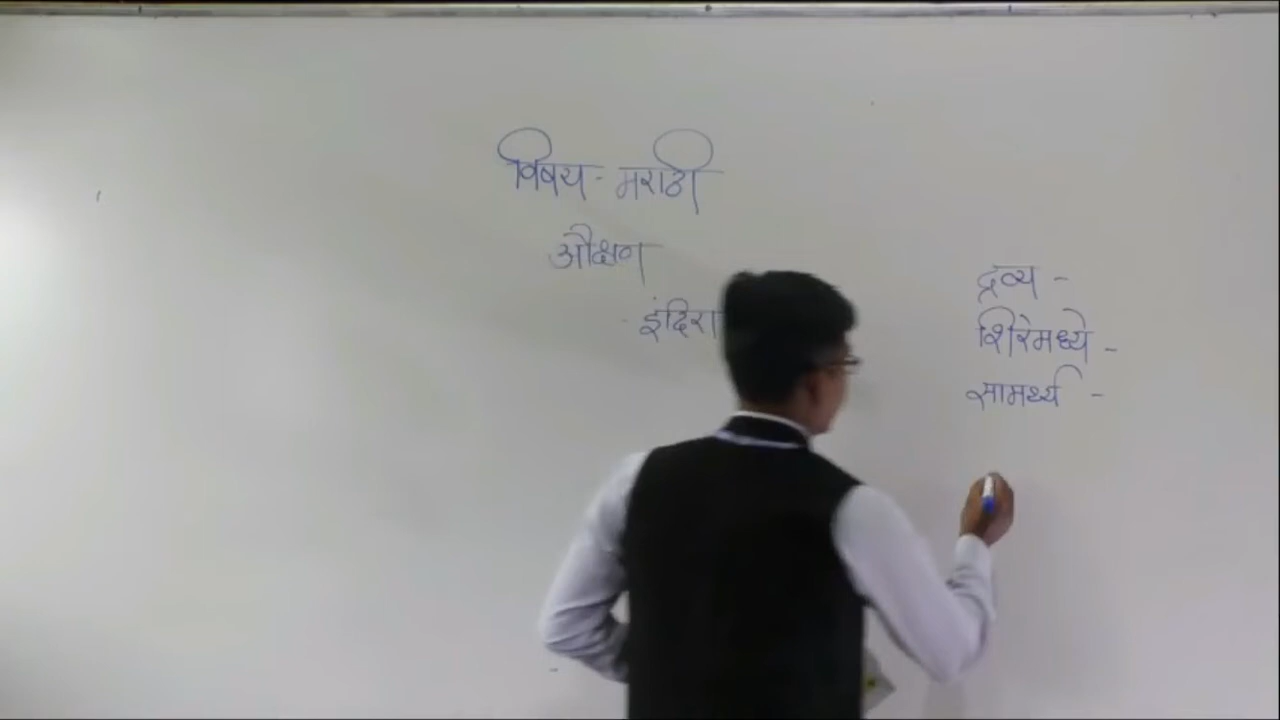 विषय - मराठी
औक्षण
- इंदिरा
द्रव्य -
शिरेमध्ये -
सामर्थ्य -